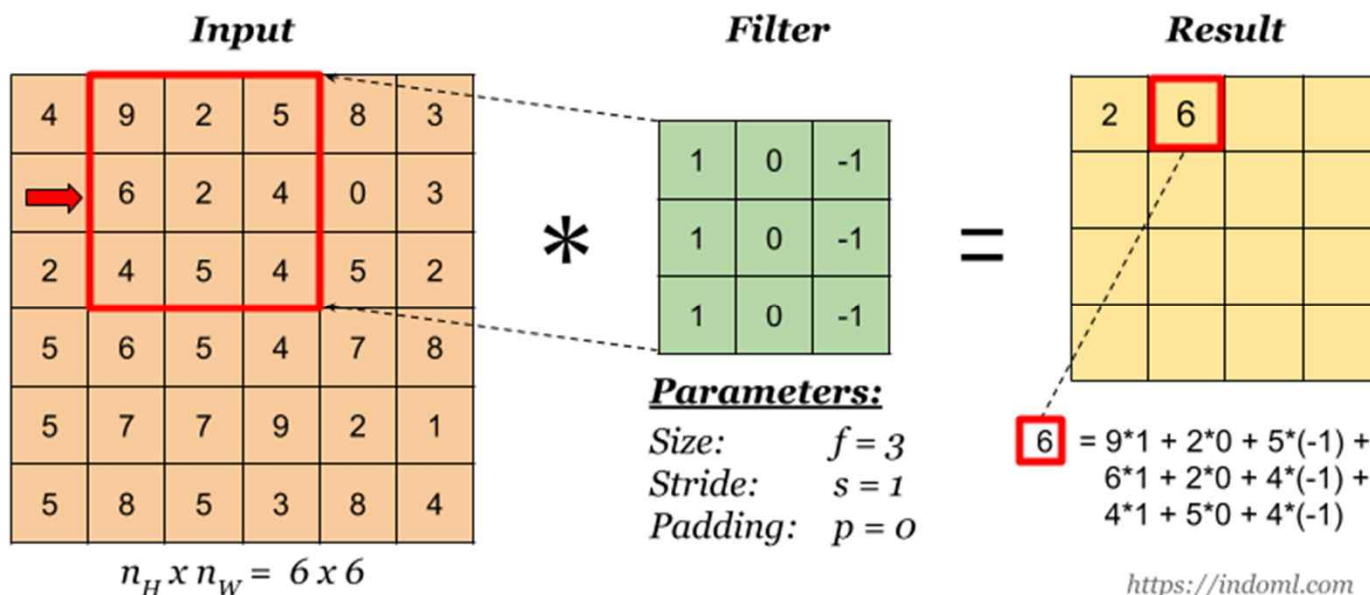 Input Filter Result
4 9 2 5 8 3
6 2 4 0 3
2 4 5 4 5 2
5 6 5 4 7 8
5 7 7 9 2 1
5 8 5 3 8 4
n_H x n_W = 6 x 6
*
1 0 -1
1 0 -1
1 0 -1
Parameters:
Size: f = 3
Stride: s = 1
Padding: p = 0
=
2 6
6 = 9*1 + 2*0 + 5*(-1) +
6*1 + 2*0 + 4*(-1) +
4*1 + 5*0 + 4*(-1)
https://indoml.com